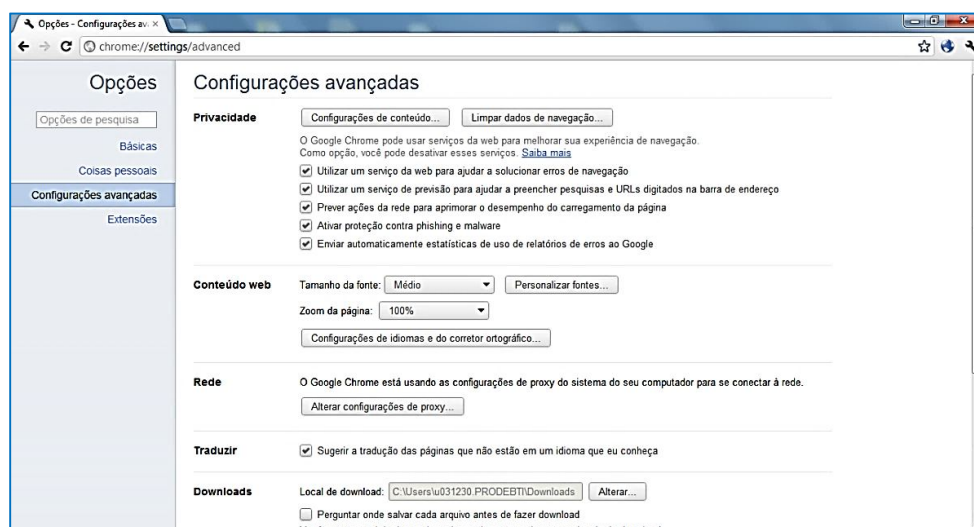 Opções - Configurações av
chrome://settings/advanced
Opções
Opções de pesquisa
Básicas
Coisas pessoais
Configurações avançadas
Extensões
Configurações avançadas
Privacidade
Configurações de conteúdo...
Limpar dados de navegação...
O Google Chrome pode usar serviços da web para melhorar sua experiência de navegação.
Como opção, você pode desativar esses serviços. Saiba mais
Utilizar um serviço da web para ajudar a solucionar erros de navegação
Utilizar um serviço de previsão para ajudar a preencher pesquisas e URLs digitados na barra de endereço
Prever ações da rede para aprimorar o desempenho do carregamento da página
Ativar proteção contra phishing e malware
Enviar automaticamente estatísticas de uso de relatórios de erros ao Google
Conteúdo web
Tamanho da fonte: Médio
Personalizar fontes...
Zoom da página: 100%
Configurações de idiomas e do corretor ortográfico...
Rede
O Google Chrome está usando as configurações de proxy do sistema do seu computador para se conectar à rede.
Alterar configurações de proxy...
Traduzir
Sugerir a tradução das páginas que não estão em um idioma que eu conheça
Downloads
Local de download: C:\Users\u031230.PRODEBTI\Downloads
Alterar...
Perguntar onde salvar cada arquivo antes de fazer download